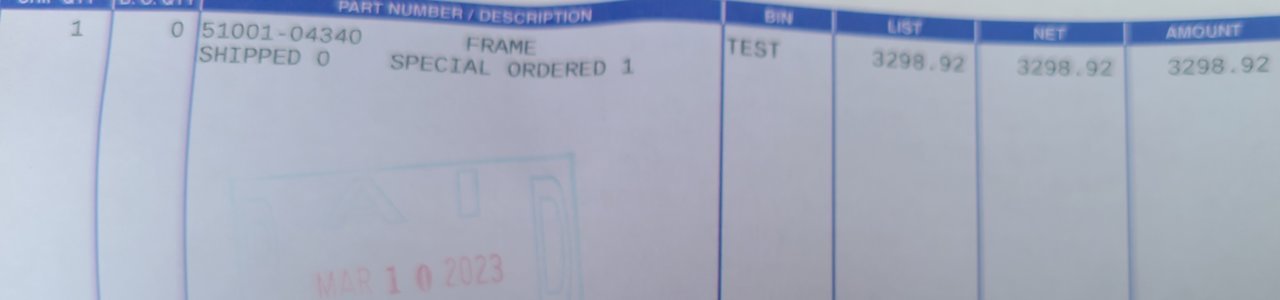 PART NUMBER / DESCRIPTION BIN LIST NET AMOUNT
1 0 51001-04340 FRAME TEST 3298.92 3298.92 3298.92
SHIPPED 0 SPECIAL ORDERED 1
PAID
MAR 10 2023